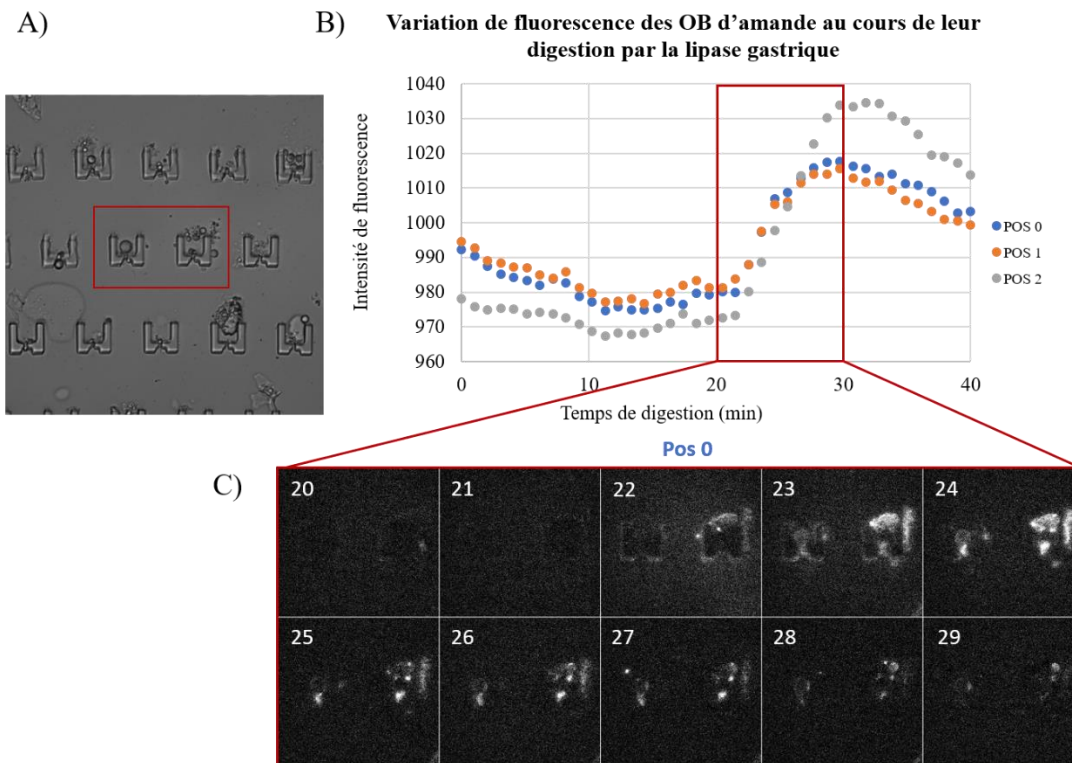 A)
B)
Variation de fluorescence des OB d’amande au cours de leur
digestion par la lipase gastrique
Intensité de fluorescence
1040
1030
1020
1010
1000
990
980
970
960
0
10
20
30
40
Temps de digestion (min)
POS 0
POS 1
POS 2
Pos 0
C)
20
21
22
23
24
25
26
27
28
29